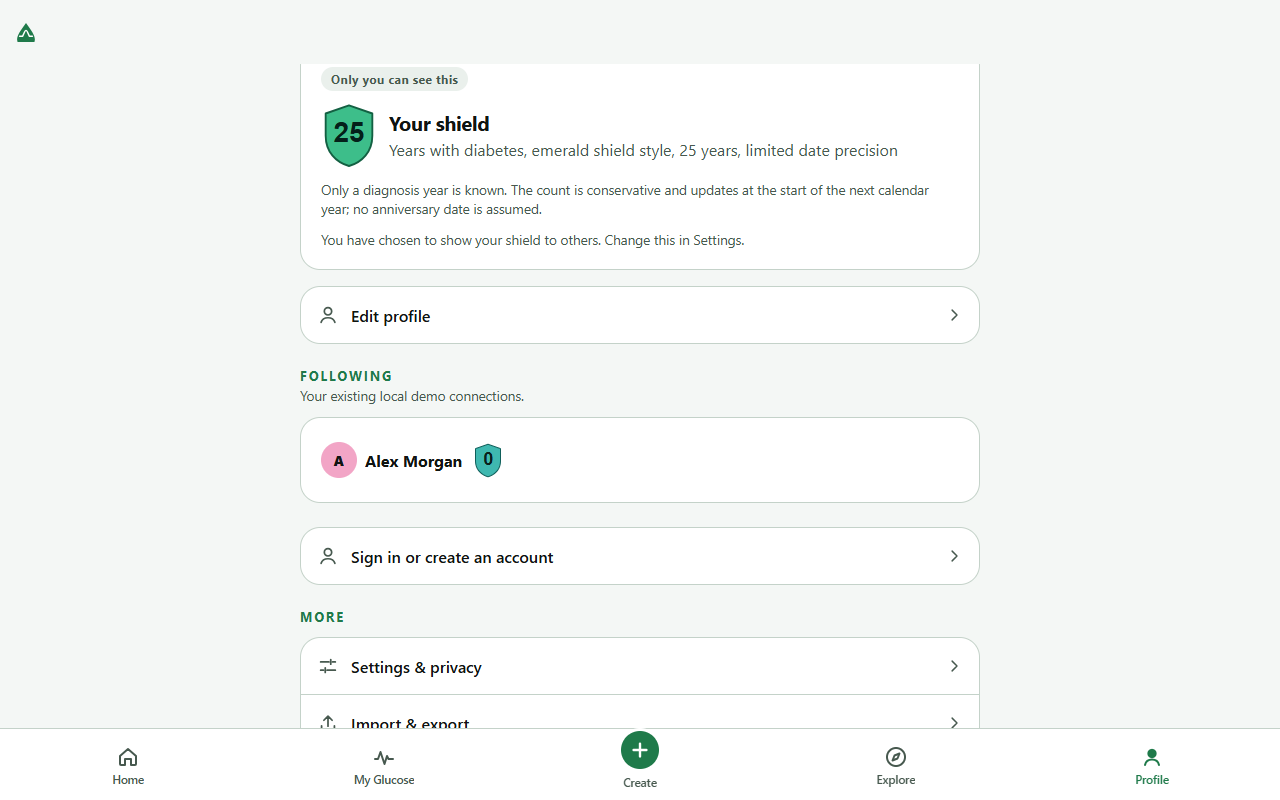 Only you can see this
25
Your shield
Years with diabetes, emerald shield style, 25 years, limited date precision
Only a diagnosis year is known. The count is conservative and updates at the start of the next calendar
year; no anniversary date is assumed.
You have chosen to show your shield to others. Change this in Settings.
Edit profile
FOLLOWING
Your existing local demo connections.
A
Alex Morgan
0
Sign in or create an account
MORE
Settings & privacy
Import & export
Home
My Glucose
Create
Explore
Profile